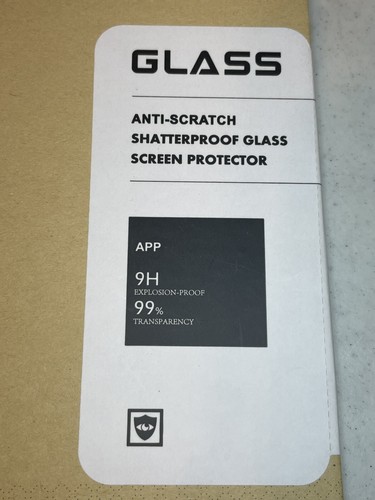 GLASS
ANTI-SCRATCH
SHATTERPROOF GLASS
SCREEN PROTECTOR
APP
9H
EXPLOSION-PROOF
99%
TRANSPARENCY